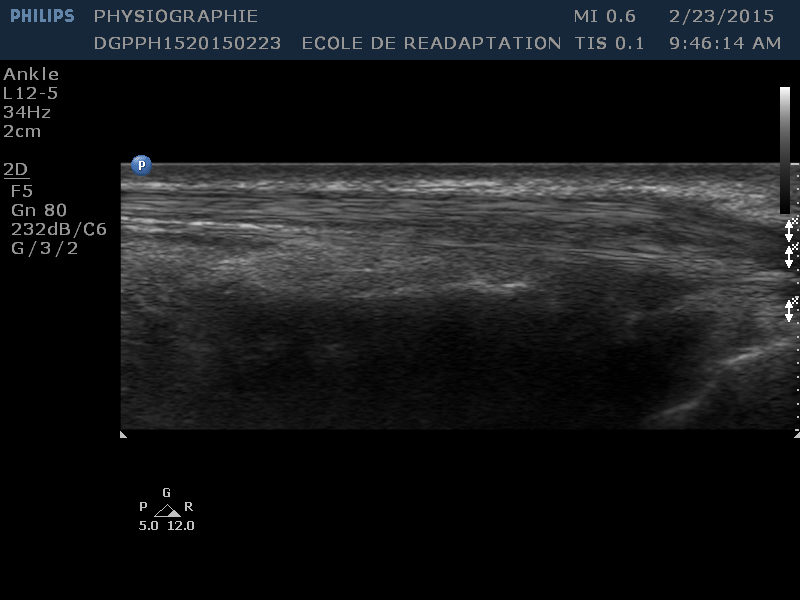 PHILIPS PHYSIOGRAPHIE MI 0.6 2/23/2015
DGPPH1520150223 ECOLE DE READAPTATION TIS 0.1 9:46:14 AM
Ankle
L12-5
34Hz
2cm
2D
F5
Gn 80
232dB/C6
G/3/2
P
G
P R
5.0 12.0